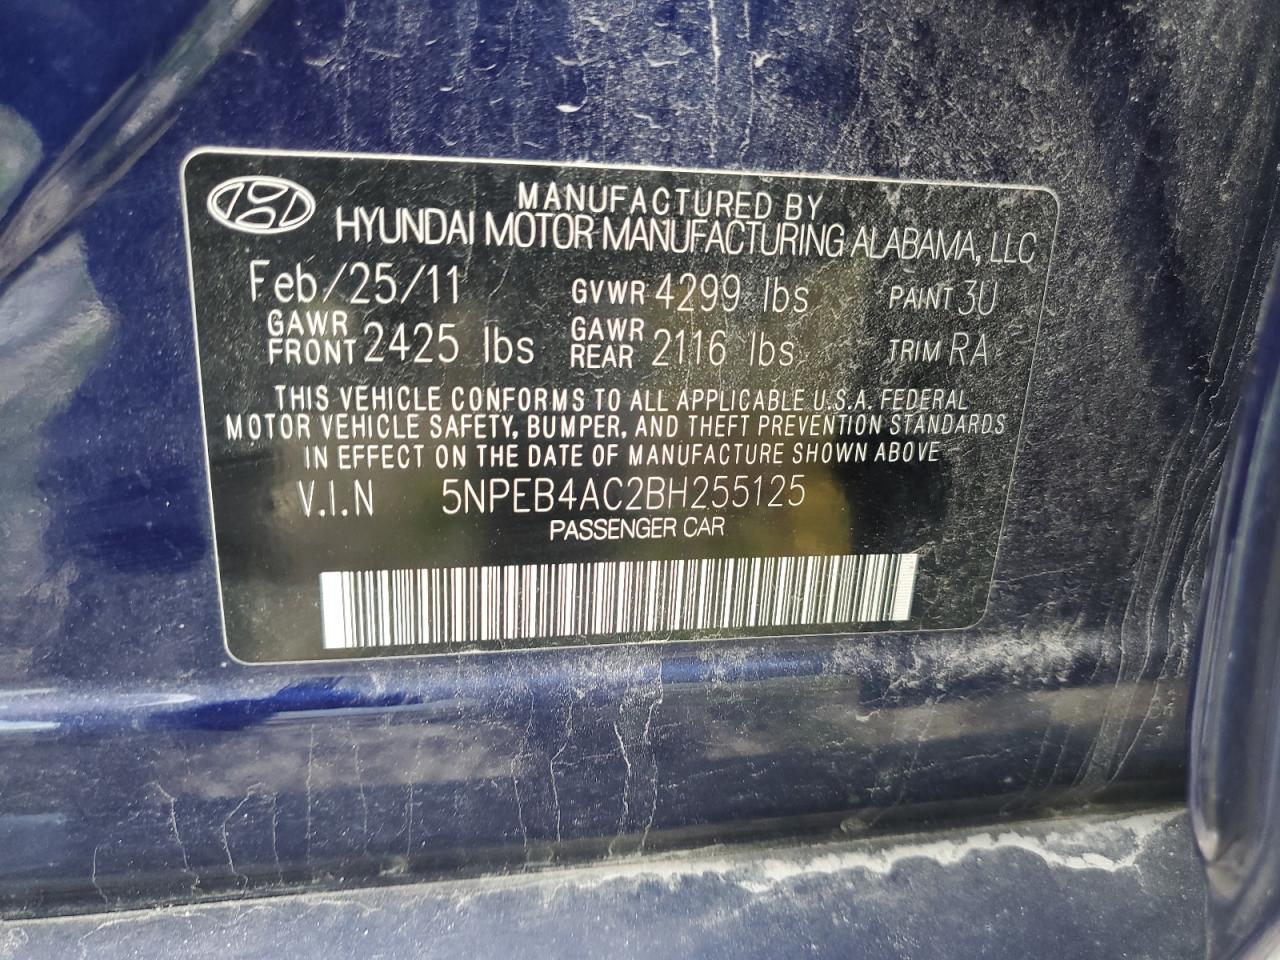 MANUFACTURED BY
HYUNDAI MOTOR MANUFACTURING ALABAMA, LLC
Feb/25/11 GVWR 4299 lbs PAINT 3U
GAWR FRONT 2425 lbs GAWR REAR 2116 lbs TRIM RA
THIS VEHICLE CONFORMS TO ALL APPLICABLE U.S.A. FEDERAL
MOTOR VEHICLE SAFETY, BUMPER, AND THEFT PREVENTION STANDARDS
IN EFFECT ON THE DATE OF MANUFACTURE SHOWN ABOVE
V.I.N 5NPEB4AC2BH255125
PASSENGER CAR